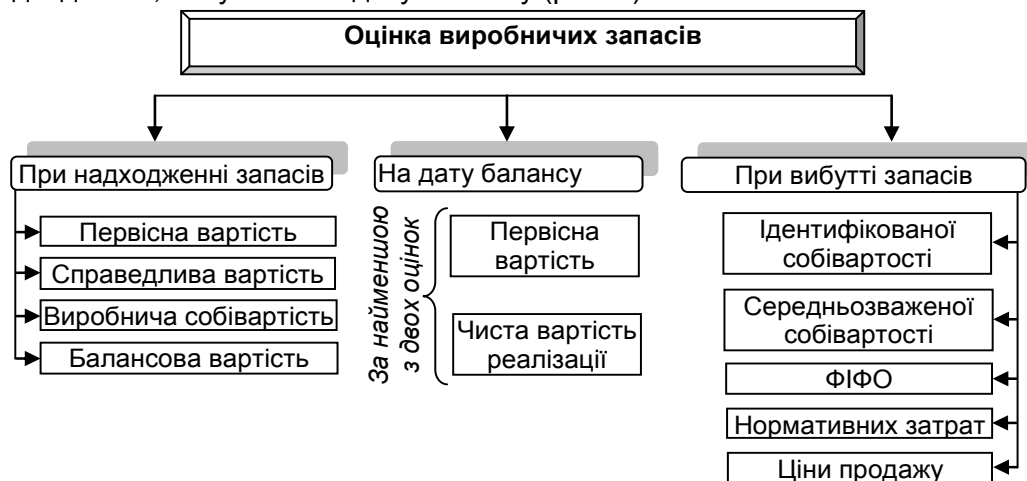 Оцінка виробничих запасів
При надходженні запасів
Первісна вартість
Справедлива вартість
Виробнича собівартість
Балансова вартість
На дату балансу
За найменшою
з двох оцінок
Первісна
вартість
Чиста вартість
реалізації
При вибутті запасів
Ідентифікованої
собівартості
Середньозваженої
собівартості
ФІФО
Нормативних затрат
Ціни продажу